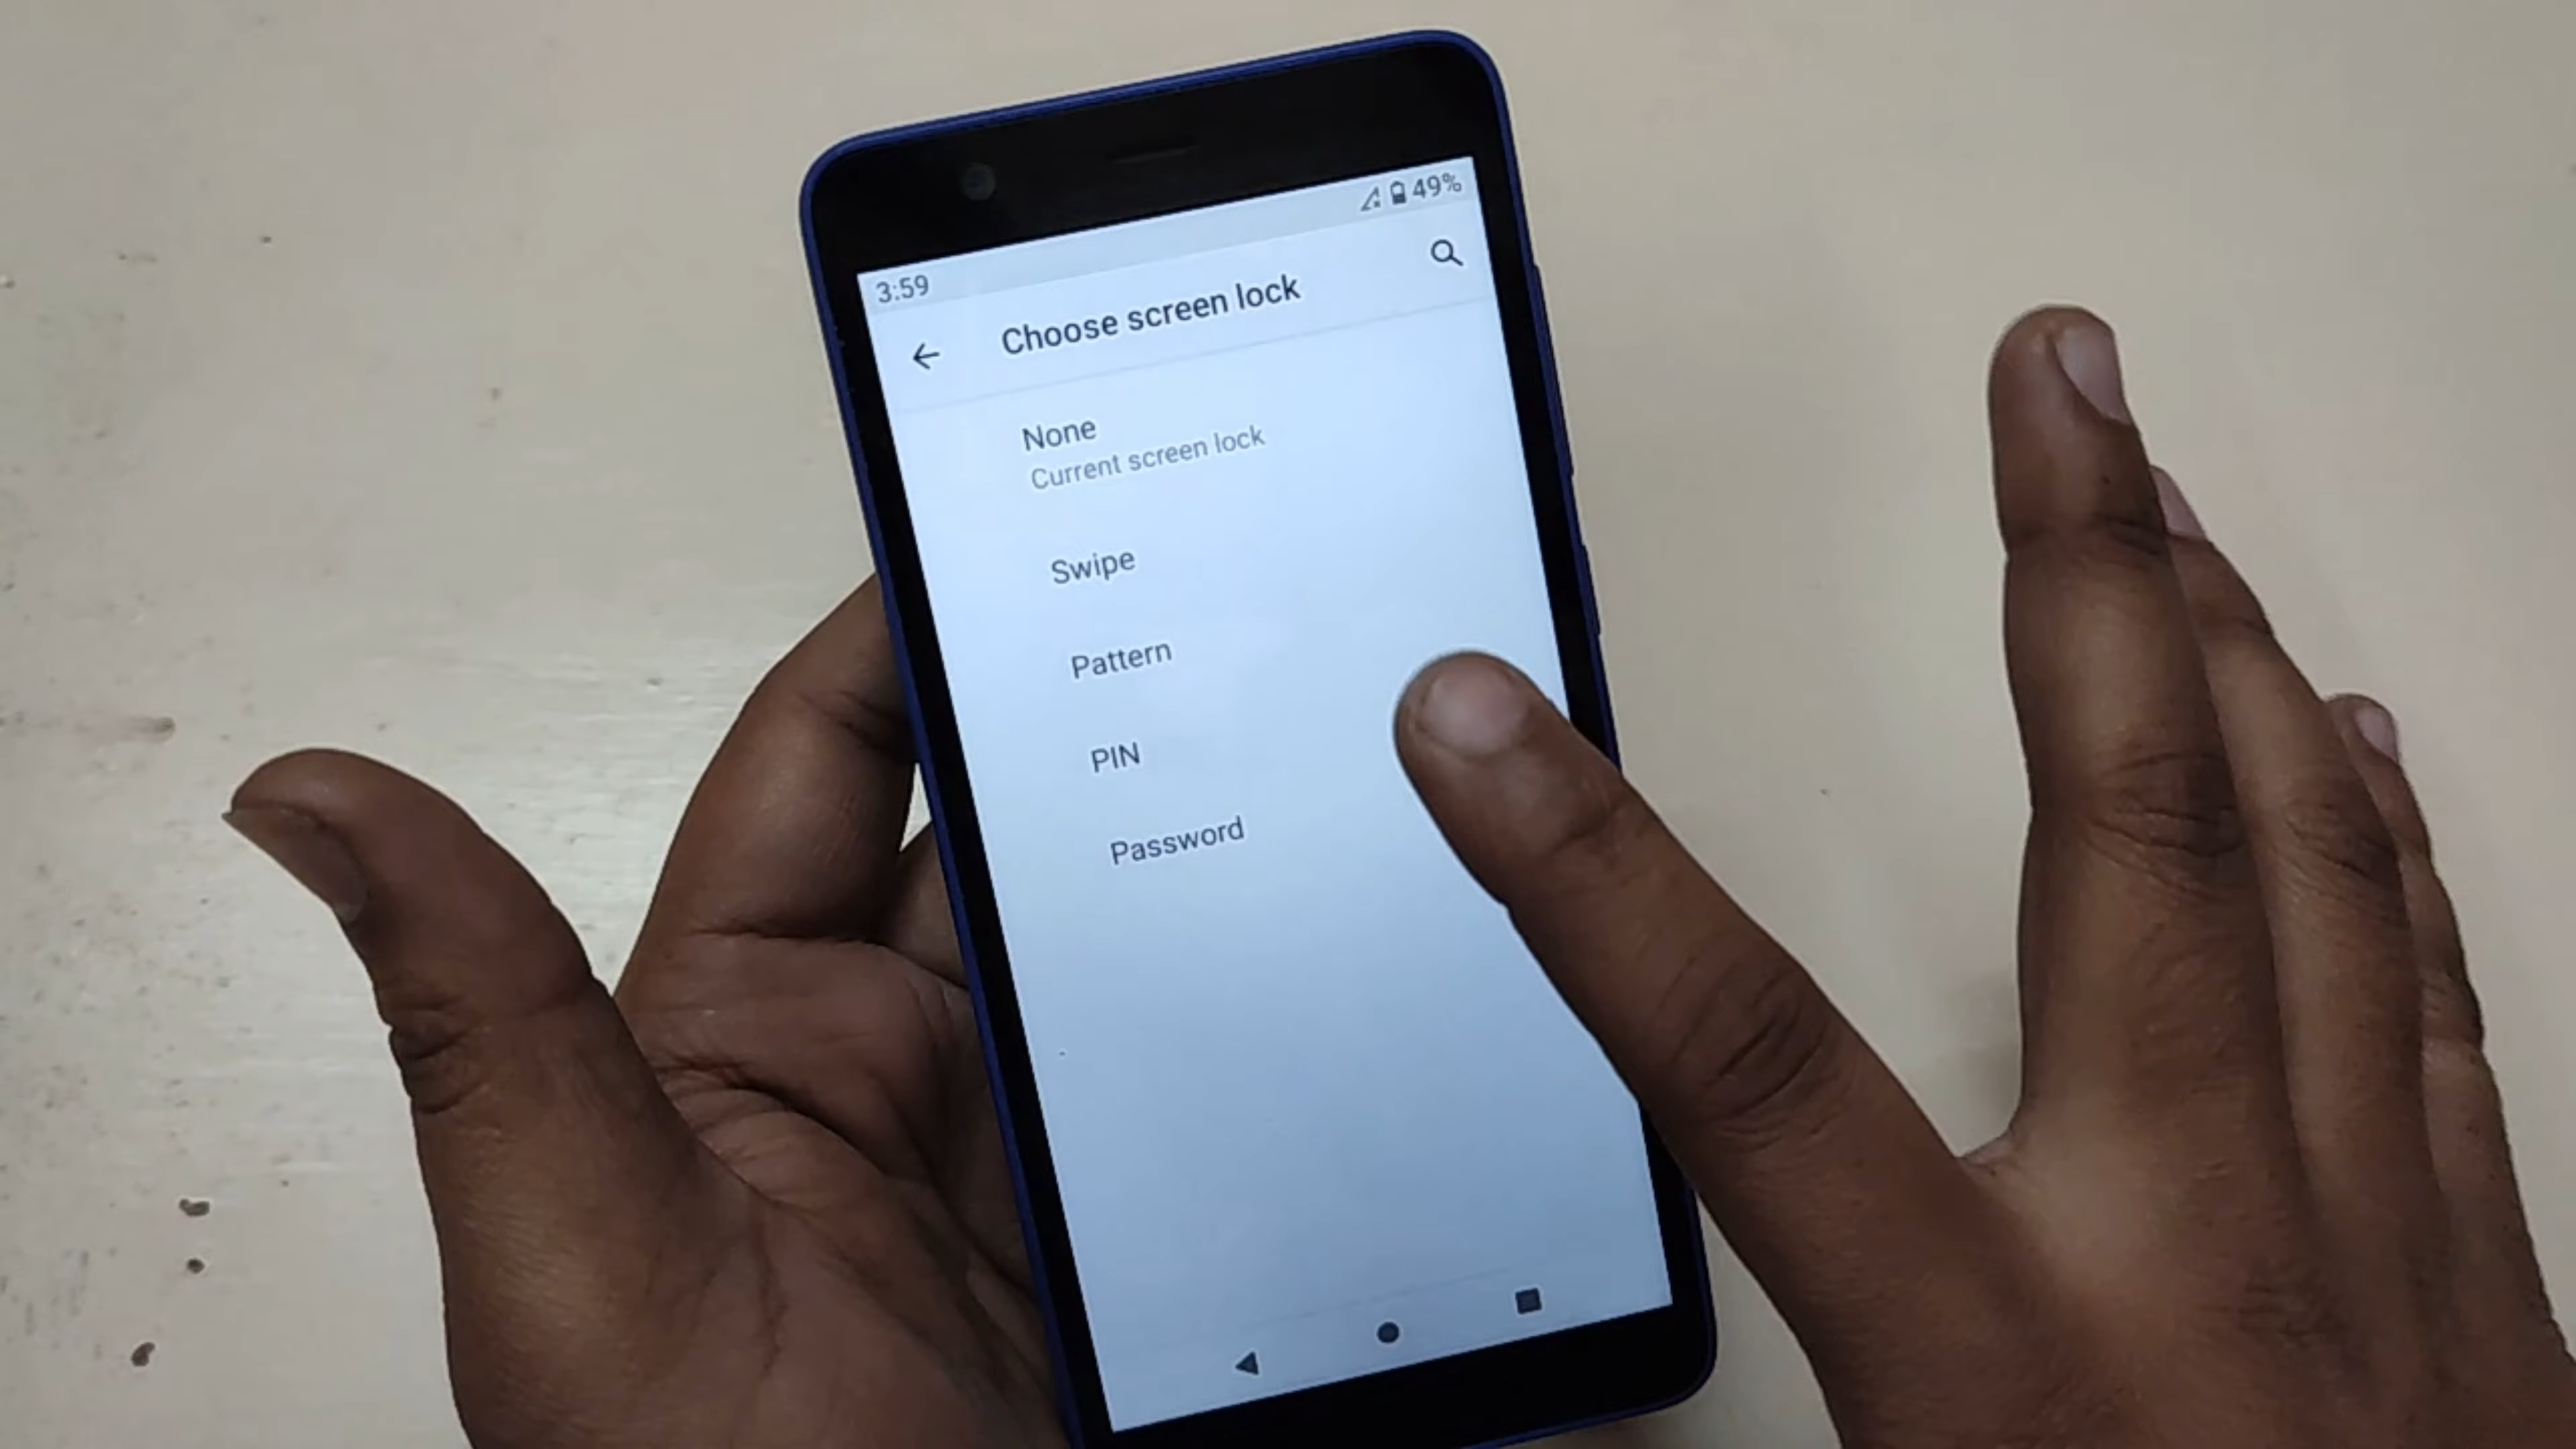 3:59
49%
Choose screen lock
None
Current screen lock
Swipe
Pattern
PIN
Password